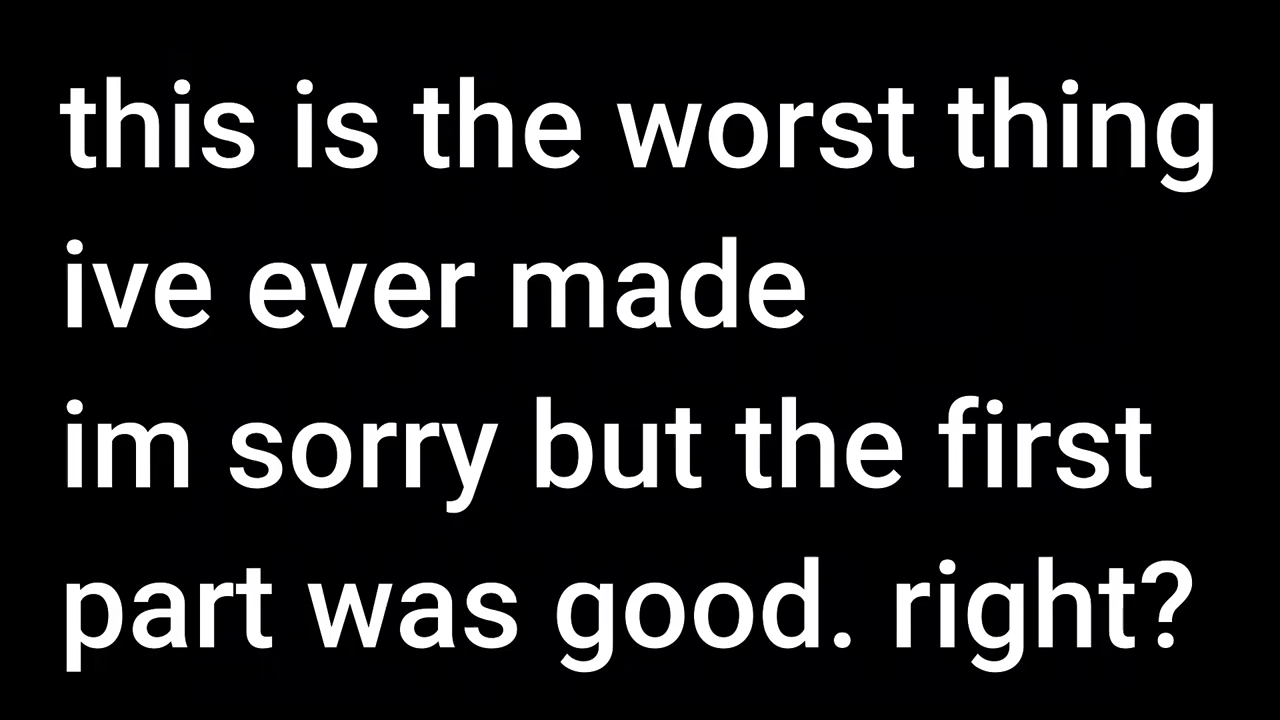 this is the worst thing
ive ever made
im sorry but the first
part was good. right?